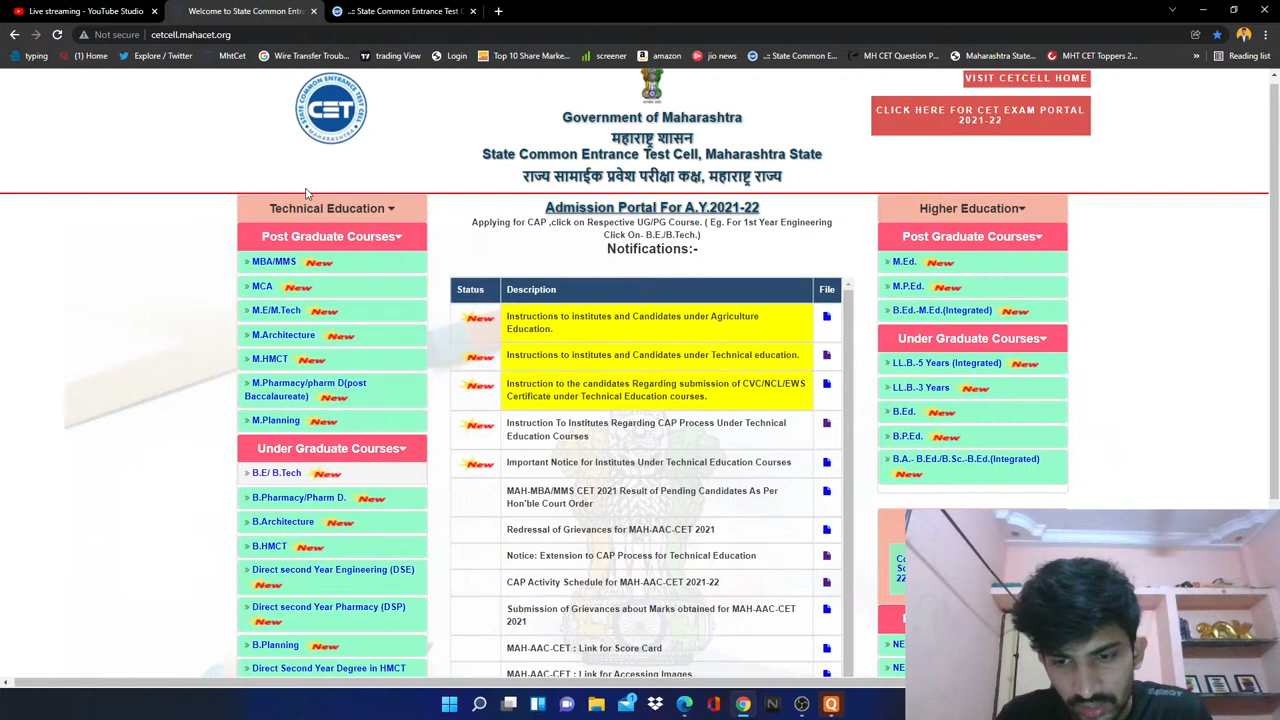 Live streaming - YouTube Studio
Welcome to State Common Entrance
..: State Common Entrance Test C
Not secure
cetcell.mahacet.org
typing
(1) Home
Explore / Twitter
MhtCet
Wire Transfer Troub...
trading View
Login
Top 10 Share Marke...
screener
amazon
jio news
..:: State Common E...
MH CET Question P...
Maharashtra State...
MHT CET Toppers 2...
Reading list
STATE COMMON ENTRANCE TEST CELL
CET
MAHARASHTRA
Government of Maharashtra
महाराष्ट्र शासन
State Common Entrance Test Cell, Maharashtra State
राज्य सामाईक प्रवेश परीक्षा कक्ष, महाराष्ट्र राज्य
VISIT CETCELL HOME
CLICK HERE FOR CET EXAM PORTAL
2021-22
Technical Education
Post Graduate Courses
MBA/MMS New
MCA New
M.E/M.Tech New
M.Architecture New
M.HMCT New
M.Pharmacy/pharm D(post
Baccalaureate) New
M.Planning New
Under Graduate Courses
B.E/ B.Tech New
B.Pharmacy/Pharm D. New
B.Architecture New
B.HMCT New
Direct second Year Engineering (DSE)
New
Direct second Year Pharmacy (DSP)
New
B.Planning New
Direct Second Year Degree in HMCT
Admission Portal For A.Y.2021-22
Applying for CAP ,click on Respective UG/PG Course. ( Eg. For 1st Year Engineering
Click On- B.E./B.Tech.)
Notifications:-
Status Description File
New Instructions to institutes and Candidates under Agriculture
Education.
New Instructions to institutes and Candidates under Technical education.
New Instruction to the candidates Regarding submission of CVC/NCL/EWS
Certificate under Technical Education courses.
New Instruction To Institutes Regarding CAP Process Under Technical
Education Courses
New Important Notice for Institutes Under Technical Education Courses
MAH-MBA/MMS CET 2021 Result of Pending Candidates As Per
Hon'ble Court Order
Redressal of Grievances for MAH-AAC-CET 2021
Notice: Extension to CAP Process for Technical Education
CAP Activity Schedule for MAH-AAC-CET 2021-22
Submission of Grievances about Marks obtained for MAH-AAC-CET
2021
MAH-AAC-CET : Link for Score Card
MAH-AAC-CET : Link for Accessing Images
Higher Education
Post Graduate Courses
M.Ed. New
M.P.Ed. New
B.Ed.-M.Ed.(Integrated) New
Under Graduate Courses
LL.B.-5 Years (Integrated) New
LL.B.-3 Years New
B.Ed. New
B.P.Ed. New
B.A.- B.Ed./B.Sc.-B.Ed.(Integrated)
New
NE
NE